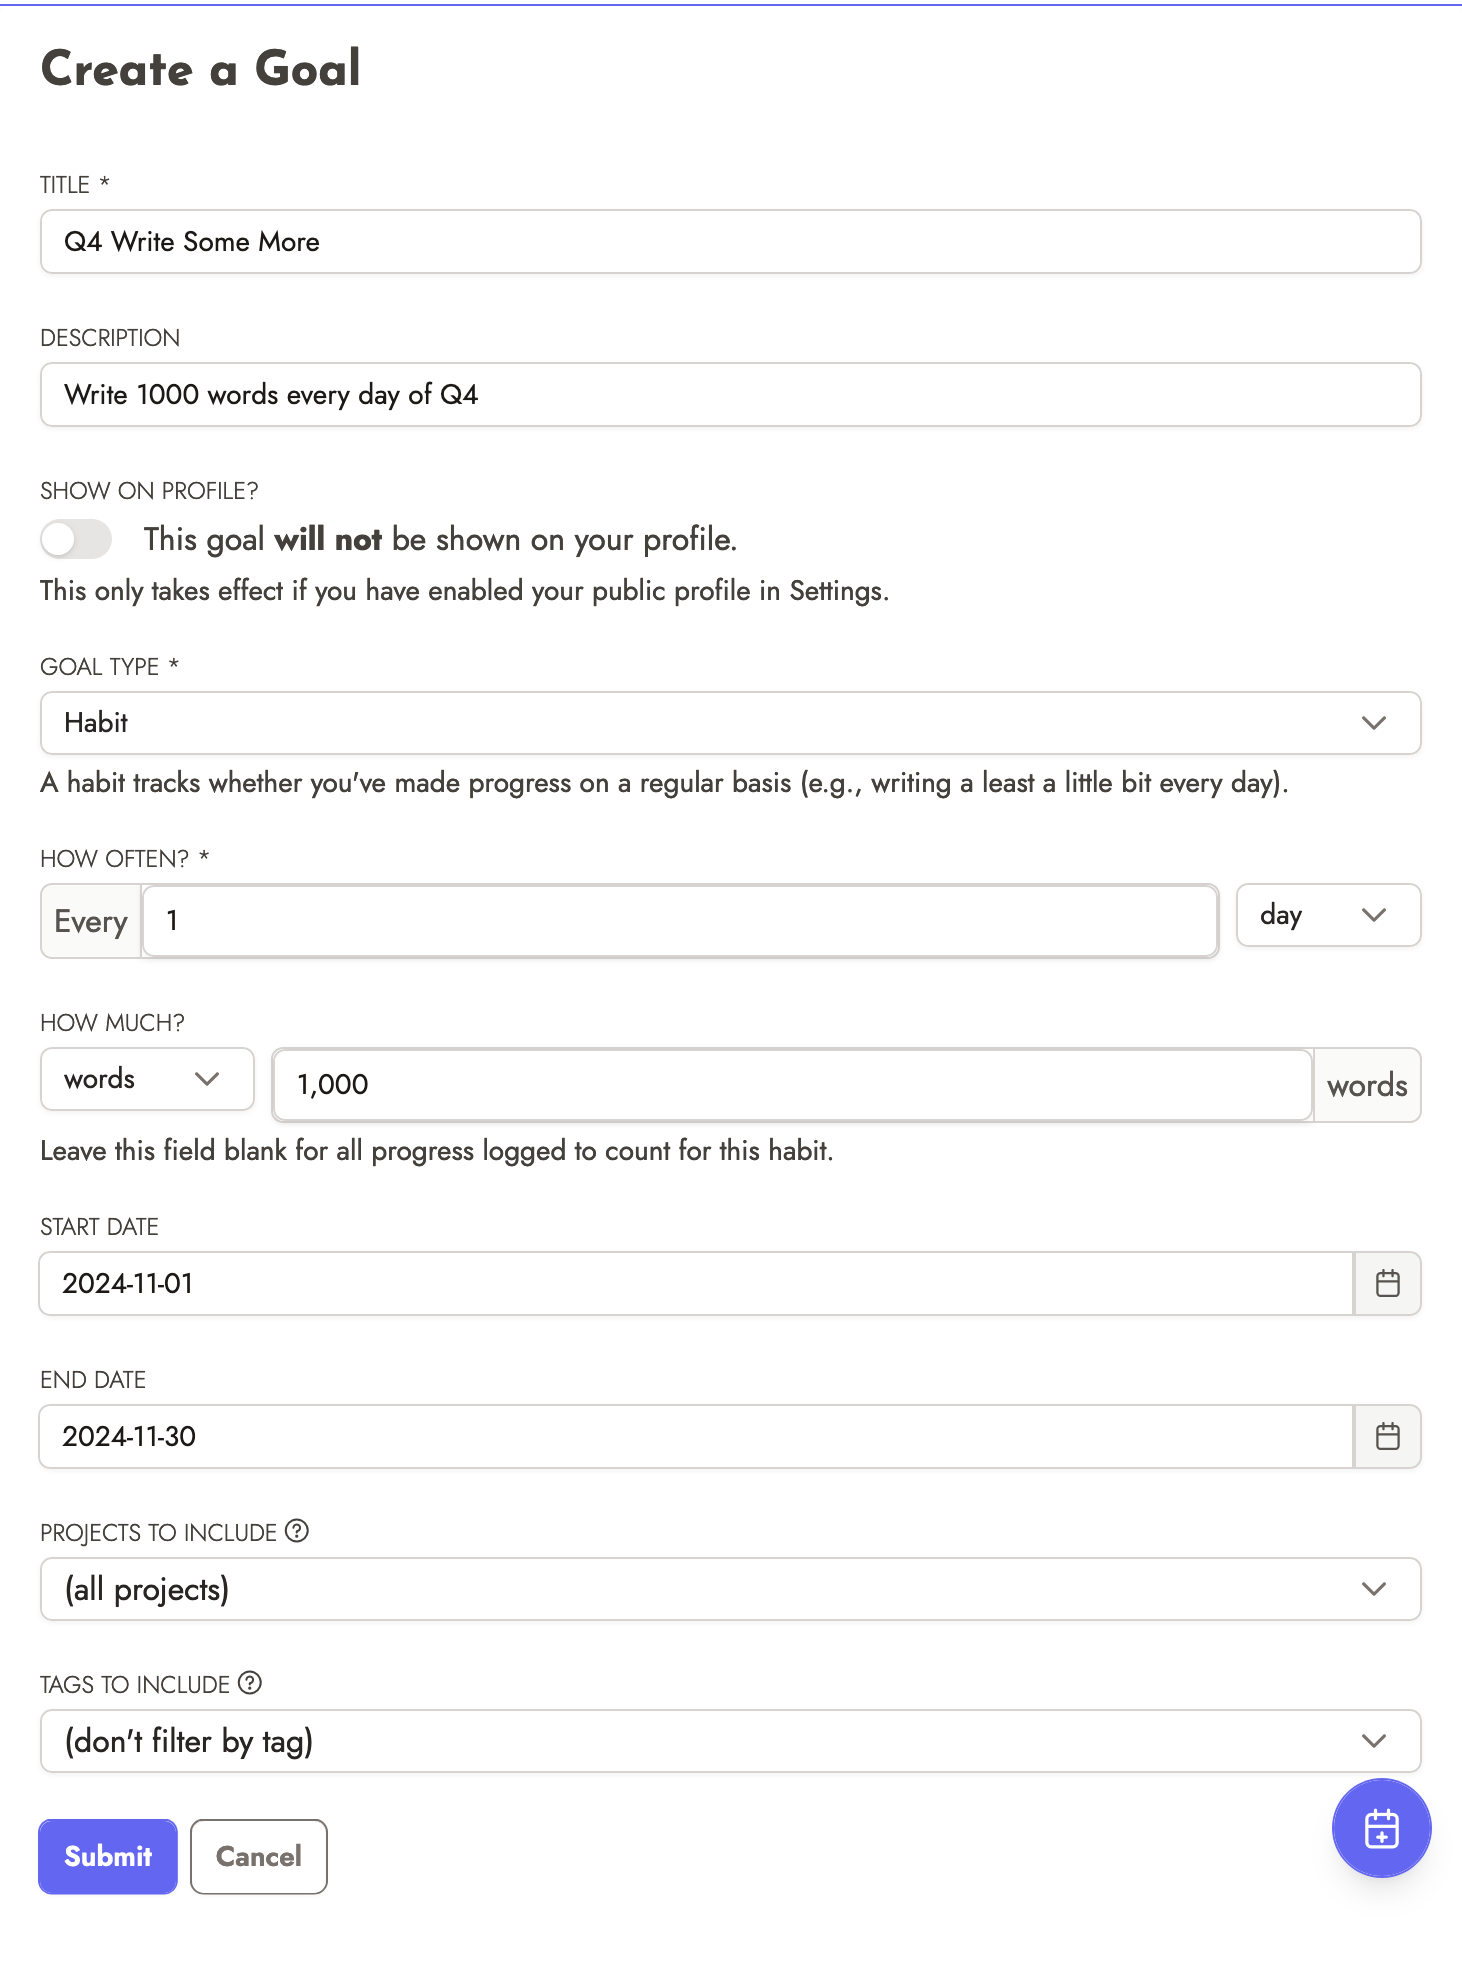 Create a Goal
TITLE *
Q4 Write Some More
DESCRIPTION
Write 1000 words every day of Q4
SHOW ON PROFILE?
This goal will not be shown on your profile.
This only takes effect if you have enabled your public profile in Settings.
GOAL TYPE *
Habit
A habit tracks whether you've made progress on a regular basis (e.g., writing a least a little bit every day).
HOW OFTEN? *
Every 1 day
HOW MUCH?
words 1,000 words
Leave this field blank for all progress logged to count for this habit.
START DATE
2024-11-01
END DATE
2024-11-30
PROJECTS TO INCLUDE ?
(all projects)
TAGS TO INCLUDE ?
(don't filter by tag)
Submit Cancel